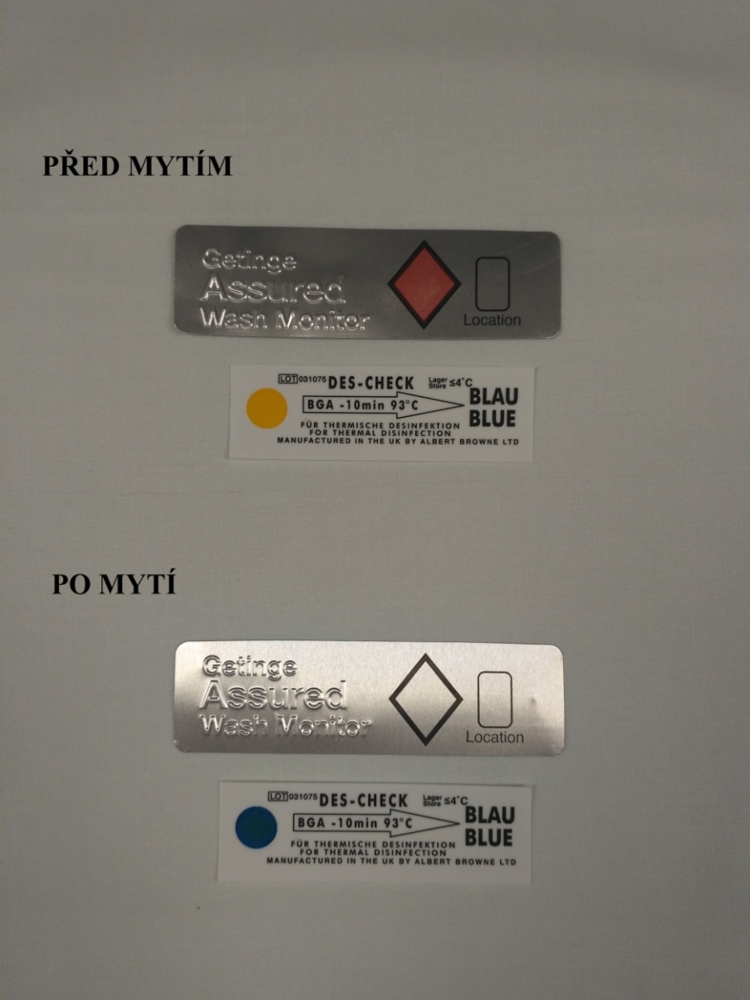 PŘED MYTÍM
Getinge
Assured
Wash Monitor
Location
LOT 031075 DES-CHECK Lager Store ≤4°C
BGA -10min 93°C
BLAU
BLUE
FÜR THERMISCHE DESINFEKTION
FOR THERMAL DISINFECTION
MANUFACTURED IN THE UK BY ALBERT BROWNE LTD
PO MYTÍ
Getinge
Assured
Wash Monitor
Location
LOT 031075 DES-CHECK Lager Store ≤4°C
BGA -10min 93°C
BLAU
BLUE
FÜR THERMISCHE DESINFEKTION
FOR THERMAL DISINFECTION
MANUFACTURED IN THE UK BY ALBERT BROWNE LTD